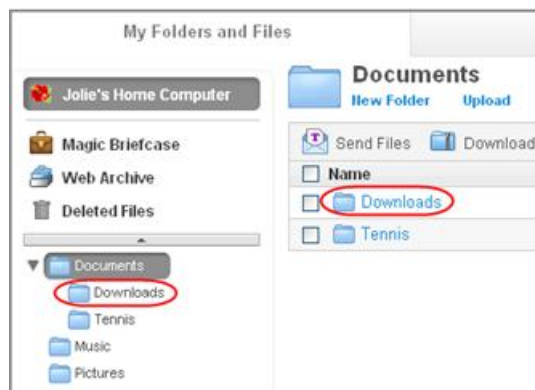 My Folders and Files
Jolie's Home Computer
Magic Briefcase
Web Archive
Deleted Files
Documents
Downloads
Tennis
Music
Pictures
Documents
New Folder Upload
Send Files Download
Name
Downloads
Tennis